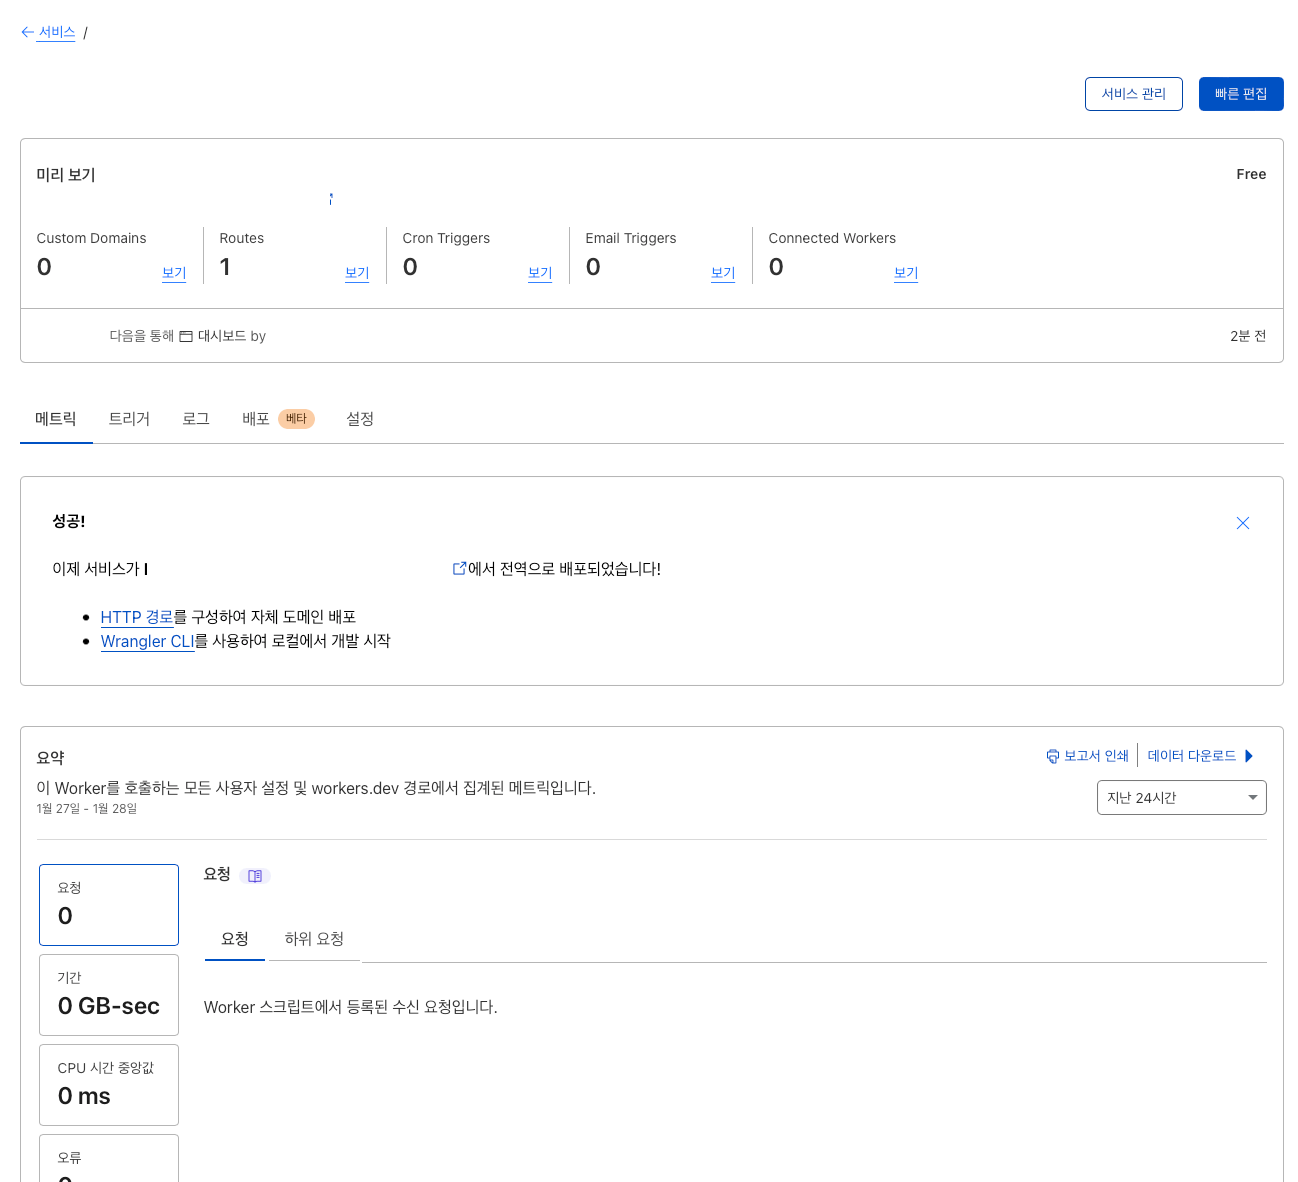 서비스 /
서비스 관리 빠른 편집
미리 보기 Free
Custom Domains Routes Cron Triggers Email Triggers Connected Workers
0 보기 1 보기 0 보기 0 보기 0 보기
다음을 통해 대시보드 by 2분 전
메트릭 트리거 로그 배포 베타 설정
성공!
이제 서비스가 에서 전역으로 배포되었습니다!
• HTTP 경로를 구성하여 자체 도메인 배포
• Wrangler CLI를 사용하여 로컬에서 개발 시작
요약 보고서 인쇄 데이터 다운로드
이 Worker를 호출하는 모든 사용자 설정 및 workers.dev 경로에서 집계된 메트릭입니다.
1월 27일 - 1월 28일 지난 24시간
요청
0
기간
0 GB-sec
CPU 시간 중앙값
0 ms
오류
요청
요청 하위 요청
Worker 스크립트에서 등록된 수신 요청입니다.